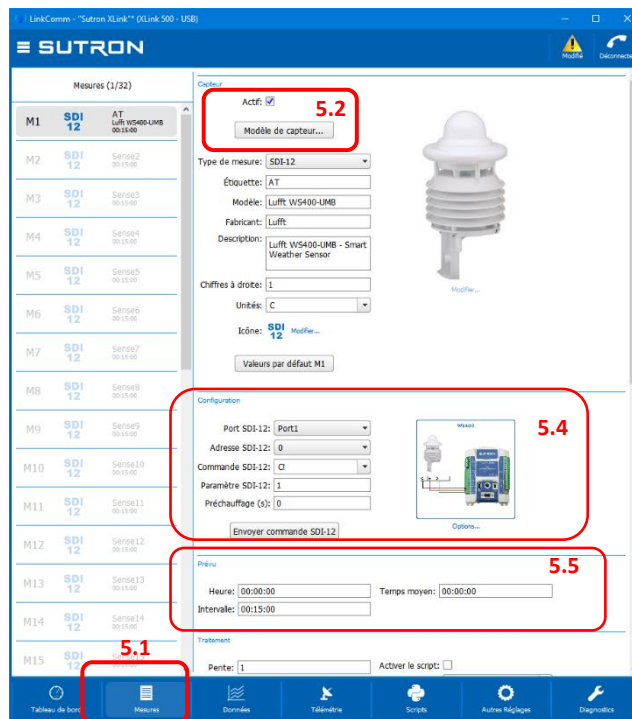 LinkComm - "Sutron XLink"* (XLink 500 - USB)
SUTRON
Modifié
Déconnecte
Mesures (1/32)
M1 SDI 12 AT Lufft WS400-UMB 00:15:00
M2 SDI 12 Sense2 00:15:00
M3 SDI 12 Sense3 00:15:00
M4 SDI 12 Sense4 00:15:00
M5 SDI 12 Sense5 00:15:00
M6 SDI 12 Sense6 00:15:00
M7 SDI 12 Sense7 00:15:00
M8 SDI 12 Sense8 00:15:00
M9 SDI 12 Sense9 00:15:00
M10 SDI 12 Sense10 00:15:00
M11 SDI 12 Sense11 00:15:00
M12 SDI 12 Sense12 00:15:00
M13 SDI 12 Sense13 00:15:00
M14 SDI 12 Sense14 00:15:00
M15 SDI 12
5.1
Capteur
Actif:
5.2
Modèle de capteur...
Type de mesure: SDI-12
Étiquette: AT
Modèle: Lufft WS400-UMB
Fabricant: Lufft
Description: Lufft WS400-UMB - Smart
Weather Sensor
Modifier...
Chiffres à droite: 1
Unités: C
Icône: SDI 12 Modifier...
Valeurs par défaut M1
Configuration
5.4
Port SDI-12: Port1
Adresse SDI-12: 0
Commande SDI-12: C!
Paramètre SDI-12: 1
Préchauffage (s): 0
Envoyer commande SDI-12
SUTRON
Options...
Prévu
5.5
Heure: 00:00:00 Temps moyen: 00:00:00
Intervalle: 00:15:00
Traitement
Pente: 1 Activer le script:
Tableau de bord
Mesures
Données
Télémétrie
Scripts
Autres Réglages
Diagnostics